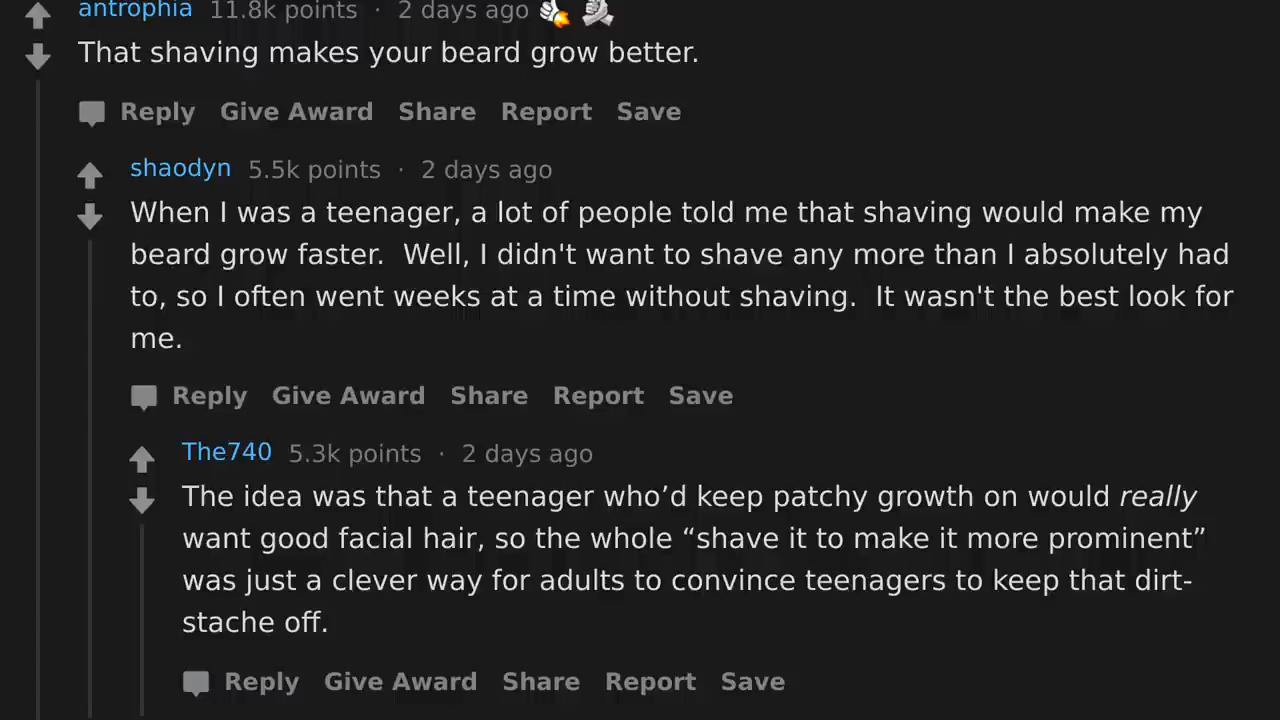 antrophia 11.8k points · 2 days ago
That shaving makes your beard grow better.
Reply Give Award Share Report Save
shaodyn 5.5k points · 2 days ago
When I was a teenager, a lot of people told me that shaving would make my
beard grow faster.  Well, I didn't want to shave any more than I absolutely had
to, so I often went weeks at a time without shaving.  It wasn't the best look for
me.
Reply Give Award Share Report Save
The740 5.3k points · 2 days ago
The idea was that a teenager who’d keep patchy growth on would really
want good facial hair, so the whole “shave it to make it more prominent”
was just a clever way for adults to convince teenagers to keep that dirt-
stache off.
Reply Give Award Share Report Save